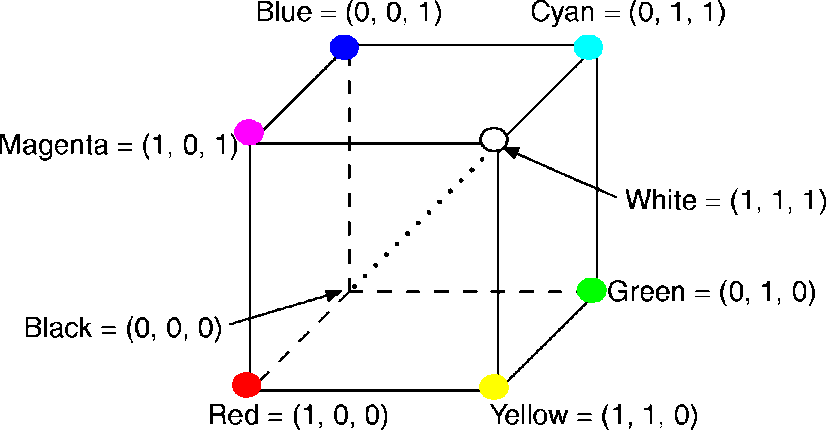 Blue = (0, 0, 1)
Cyan = (0, 1, 1)
Magenta = (1, 0, 1)
White = (1, 1, 1)
Green = (0, 1, 0)
Black = (0, 0, 0)
Red = (1, 0, 0)
Yellow = (1, 1, 0)